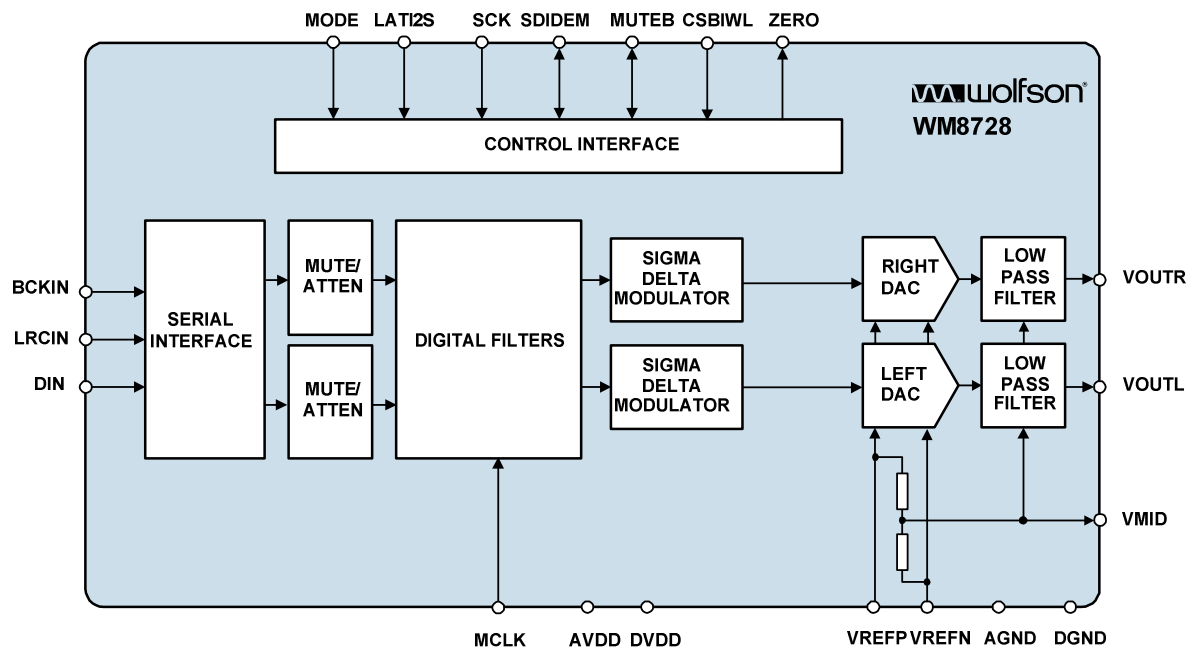 MODE LATI2S SCK SDIDEM MUTEB CSBIWL ZERO
wolfson®
WM8728
CONTROL INTERFACE
BCKIN
LRCIN
DIN
SERIAL
INTERFACE
MUTE/
ATTEN
MUTE/
ATTEN
DIGITAL FILTERS
SIGMA
DELTA
MODULATOR
SIGMA
DELTA
MODULATOR
RIGHT
DAC
LEFT
DAC
LOW
PASS
FILTER
LOW
PASS
FILTER
VOUTR
VOUTL
VMID
MCLK AVDD DVDD VREFP VREFN AGND DGND